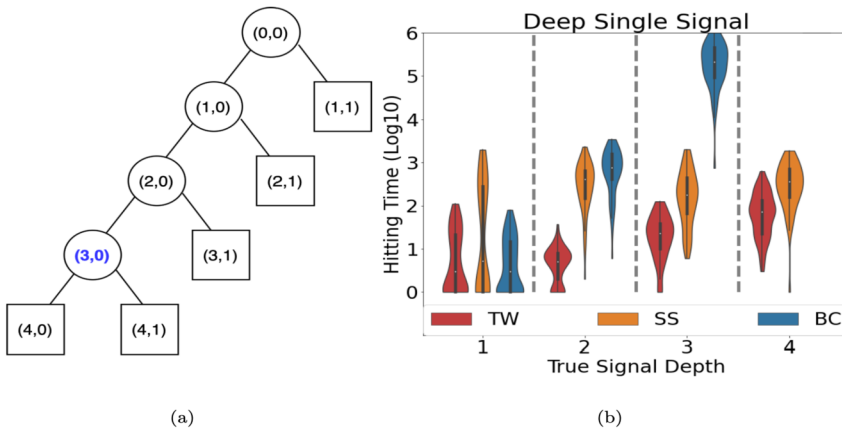 (0,0)
(1,0)
(1,1)
(2,0)
(2,1)
(3,0)
(3,1)
(4,0)
(4,1)
(a)
Deep Single Signal
Hitting Time (Log10)
6
5
4
3
2
1
0
TW SS BC
1 2 3 4
True Signal Depth
(b)